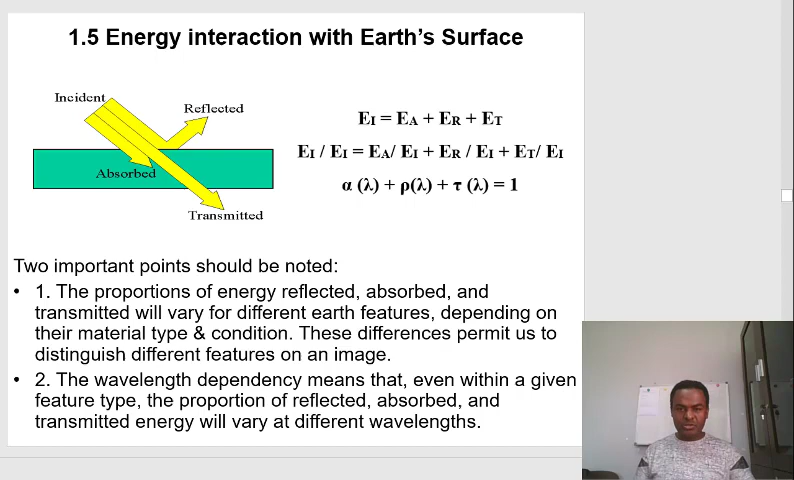 1.5 Energy interaction with Earth's Surface
Incident
Reflected
Absorbed
Transmitted
EI = EA + ER + ET
EI / EI = EA/ EI + ER / EI + ET/ EI
α (λ) + ρ(λ) + τ (λ) = 1
Two important points should be noted:
• 1. The proportions of energy reflected, absorbed, and
transmitted will vary for different earth features, depending on
their material type & condition. These differences permit us to
distinguish different features on an image.
• 2. The wavelength dependency means that, even within a given
feature type, the proportion of reflected, absorbed, and
transmitted energy will vary at different wavelengths.